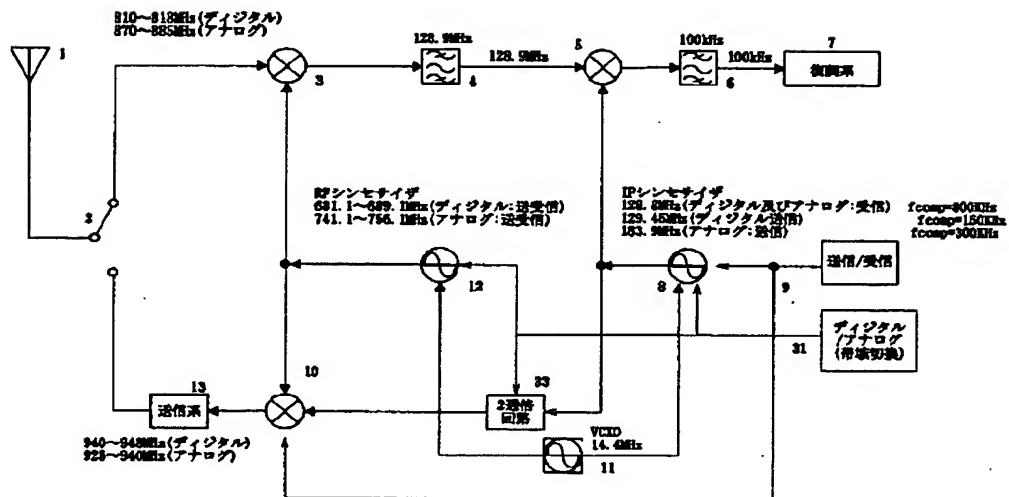 810～818MHz(ディジタル)
870～885MHz(アナログ)
1
2
3
128.9MHz
4
128.9MHz
5
100kHz
6
100kHz
7
復調系
RFシンセサイザ
681.1～689.1MHz(ディジタル:送受信)
741.1～756.1MHz(アナログ:送受信)
12
IFシンセサイザ
128.8MHz(ディジタル及びアナログ:受信)
129.45MHz(ディジタル送信)
183.9MHz(アナログ:送信)
fcomp=800KHz
fcomp=150KHz
fcomp=300KHz
8
9
送信/受信
31
ディジタル
/アナログ
(帯域切換)
10
33
2逓倍
回路
13
送信系
940～948MHz(ディジタル)
925～940MHz(アナログ)
VCXO
14.4MHz
11